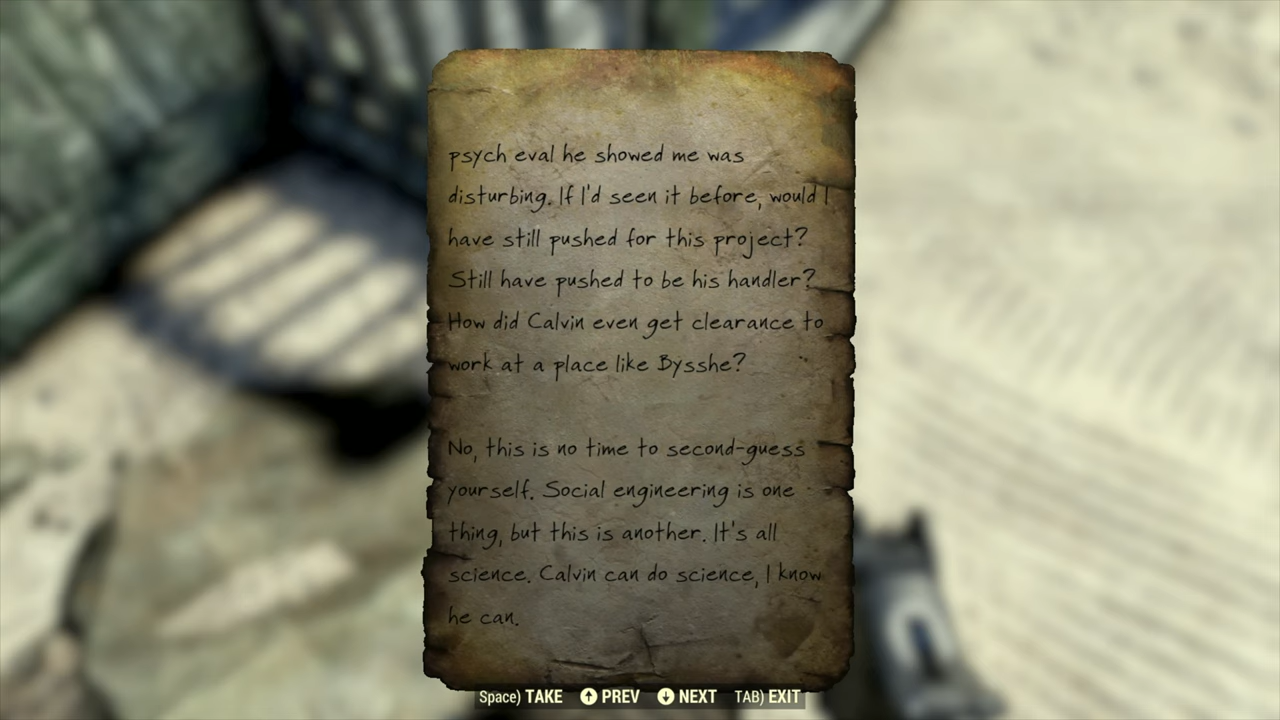 psych eval he showed me was
disturbing. If I'd seen it before, would I
have still pushed for this project?
Still have pushed to be his handler?
How did Calvin even get clearance to
work at a place like Bysshe?
No, this is no time to second-guess
yourself. Social engineering is one
thing, but this is another. It's all
science. Calvin can do science, I know
he can.
Space) TAKE PREV NEXT TAB) EXIT